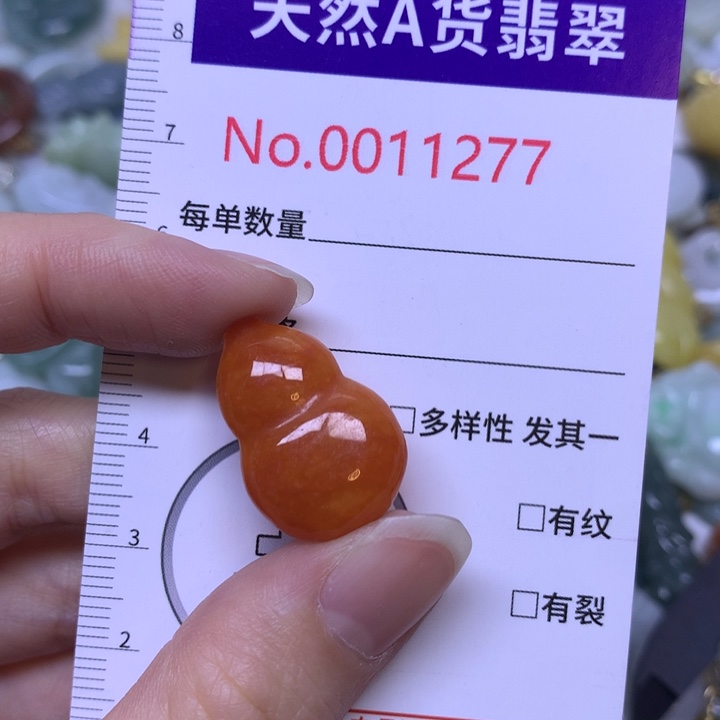 天然A货翡翠
No.0011277
每单数量
□多样性 发其一
□有纹
□有裂
8
7
4
3
2